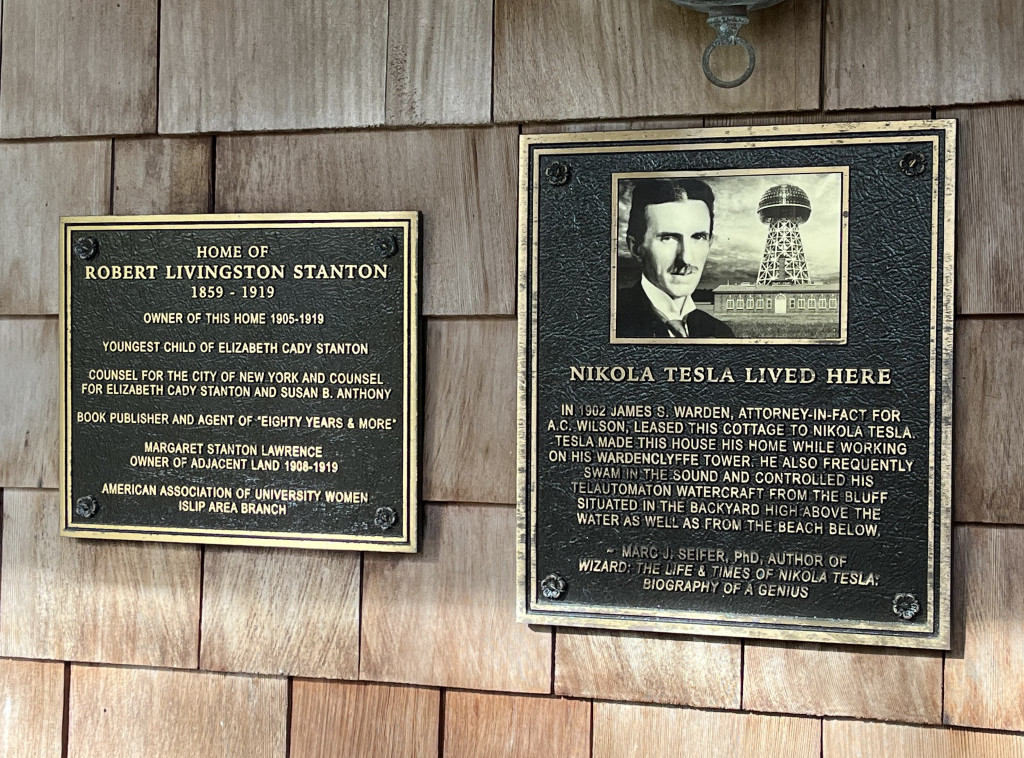 HOME OF
ROBERT LIVINGSTON STANTON
1859 - 1919
OWNER OF THIS HOME 1905-1919
YOUNGEST CHILD OF ELIZABETH CADY STANTON
COUNSEL FOR THE CITY OF NEW YORK AND COUNSEL
FOR ELIZABETH CADY STANTON AND SUSAN B. ANTHONY
BOOK PUBLISHER AND AGENT OF "EIGHTY YEARS & MORE"
MARGARET STANTON LAWRENCE
OWNER OF ADJACENT LAND 1908-1919
AMERICAN ASSOCIATION OF UNIVERSITY WOMEN
ISLIP AREA BRANCH
NIKOLA TESLA LIVED HERE
IN 1902 JAMES S. WARDEN, ATTORNEY-IN-FACT FOR
A.C. WILSON, LEASED THIS COTTAGE TO NIKOLA TESLA.
TESLA MADE THIS HOUSE HIS HOME WHILE WORKING
ON HIS WARDENCLYFFE TOWER. HE ALSO FREQUENTLY
SWAM IN THE SOUND AND CONTROLLED HIS
TELAUTOMATON WATERCRAFT FROM THE BLUFF
SITUATED IN THE BACKYARD HIGH ABOVE THE
WATER AS WELL AS FROM THE BEACH BELOW.
~ MARC J. SEIFER, PhD, AUTHOR OF
WIZARD: THE LIFE & TIMES OF NIKOLA TESLA:
BIOGRAPHY OF A GENIUS